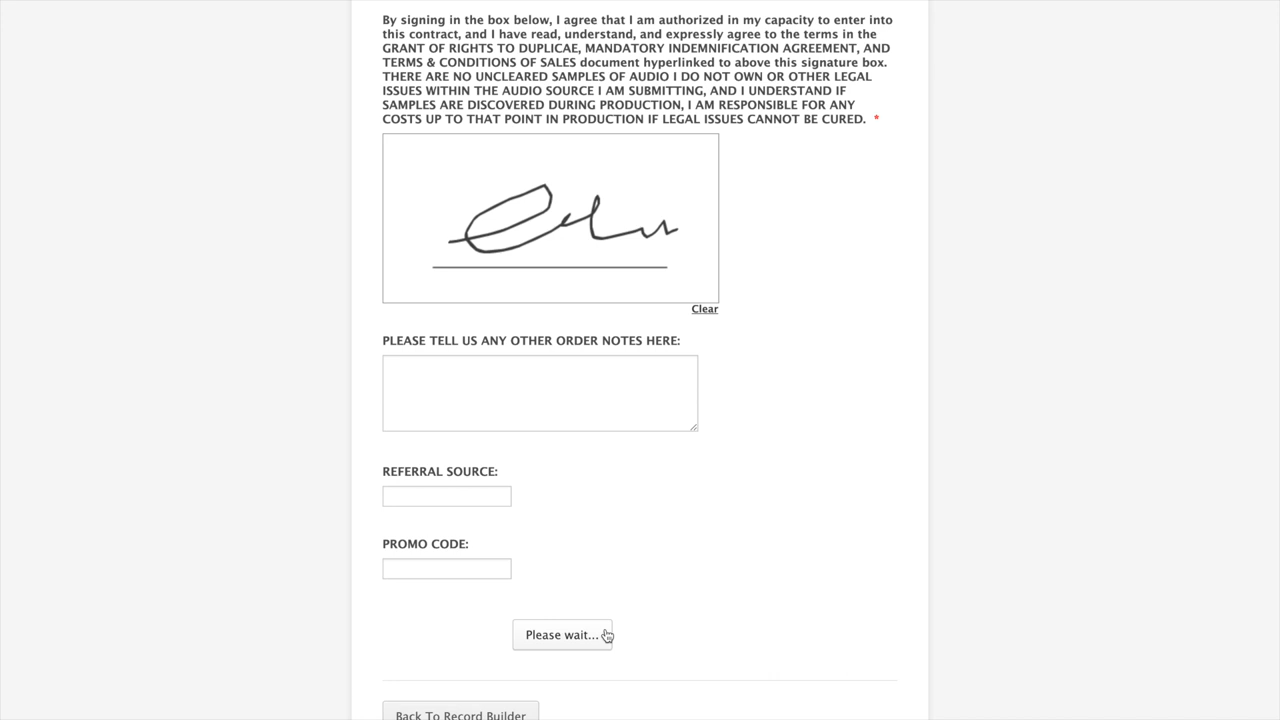 By signing in the box below, I agree that I am authorized in my capacity to enter into
this contract, and I have read, understand, and expressly agree to the terms in the
GRANT OF RIGHTS TO DUPLICAE, MANDATORY INDEMNIFICATION AGREEMENT, AND
TERMS & CONDITIONS OF SALES document hyperlinked to above this signature box.
THERE ARE NO UNCLEARED SAMPLES OF AUDIO I DO NOT OWN OR OTHER LEGAL
ISSUES WITHIN THE AUDIO SOURCE I AM SUBMITTING, AND I UNDERSTAND IF
SAMPLES ARE DISCOVERED DURING PRODUCTION, I AM RESPONSIBLE FOR ANY
COSTS UP TO THAT POINT IN PRODUCTION IF LEGAL ISSUES CANNOT BE CURED. *
Clear
PLEASE TELL US ANY OTHER ORDER NOTES HERE:
REFERRAL SOURCE:
PROMO CODE:
Please wait...
Back To Record Builder